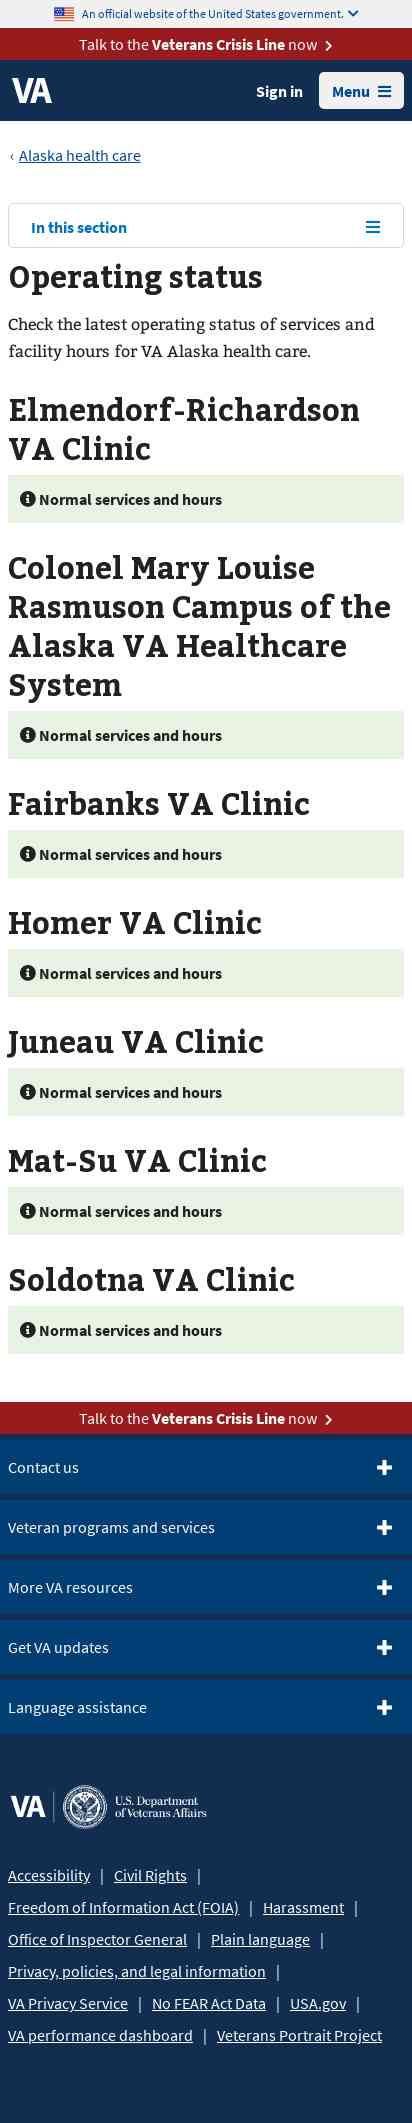 An official website of the United States government.
Talk to the Veterans Crisis Line now
VA
Sign in
Menu
‹ Alaska health care
In this section
Operating status
Check the latest operating status of services and
facility hours for VA Alaska health care.
Elmendorf-Richardson
VA Clinic
Normal services and hours
Colonel Mary Louise
Rasmuson Campus of the
Alaska VA Healthcare
System
Normal services and hours
Fairbanks VA Clinic
Normal services and hours
Homer VA Clinic
Normal services and hours
Juneau VA Clinic
Normal services and hours
Mat-Su VA Clinic
Normal services and hours
Soldotna VA Clinic
Normal services and hours
Talk to the Veterans Crisis Line now
Contact us
Veteran programs and services
More VA resources
Get VA updates
Language assistance
VA
U.S. Department
of Veterans Affairs
Accessibility | Civil Rights |
Freedom of Information Act (FOIA) | Harassment |
Office of Inspector General | Plain language |
Privacy, policies, and legal information |
VA Privacy Service | No FEAR Act Data | USA.gov |
VA performance dashboard | Veterans Portrait Project